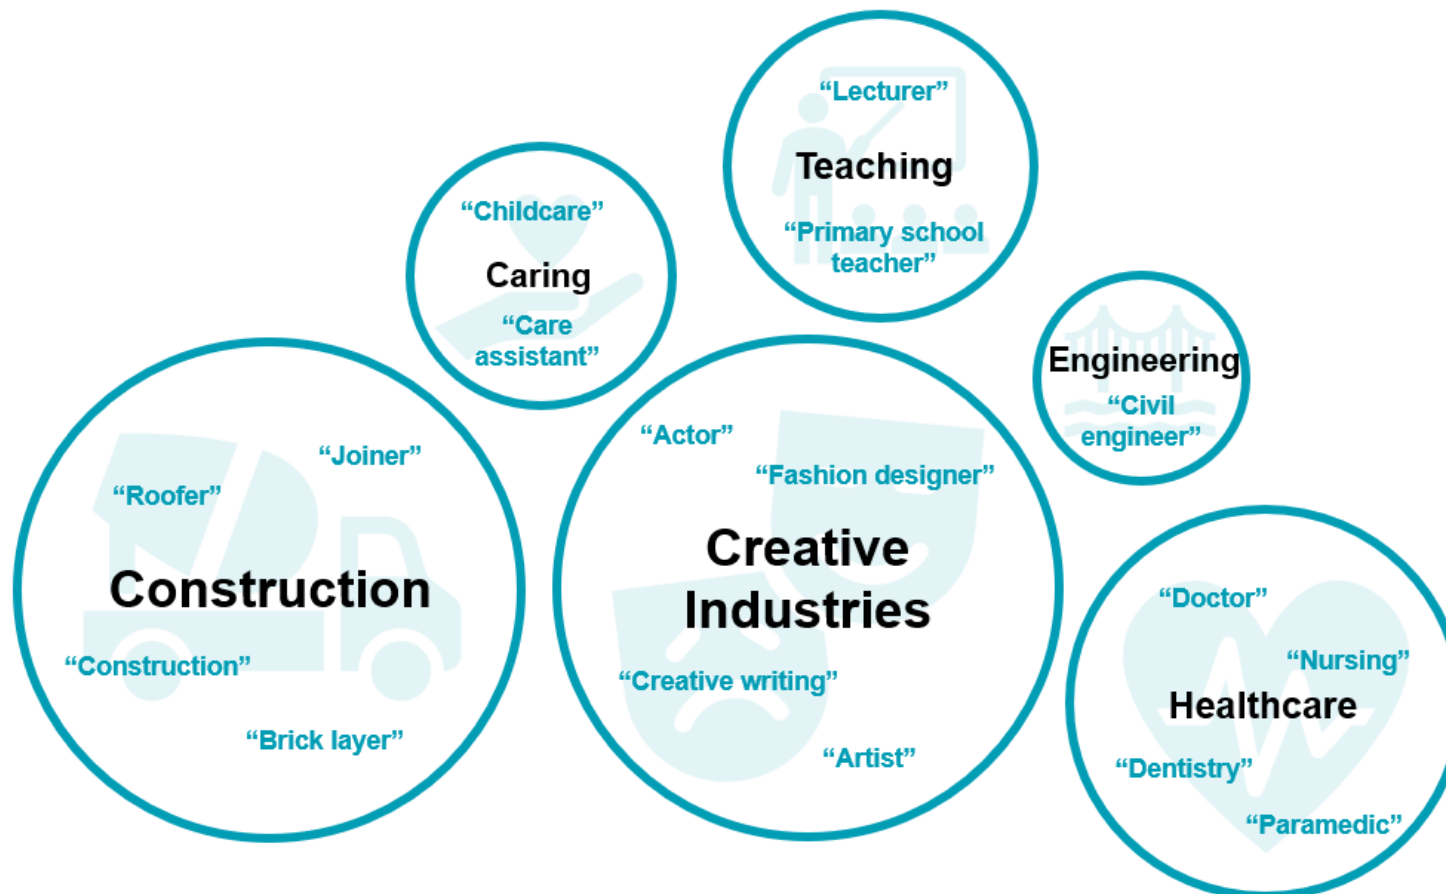 “Lecturer”
Teaching
“Primary school
teacher”
“Childcare”
Caring
“Care
assistant”
Engineering
“Civil
engineer”
“Joiner”
“Roofer”
Construction
“Construction”
“Brick layer”
“Actor”
“Fashion designer”
Creative
Industries
“Creative writing”
“Artist”
“Doctor”
“Nursing”
Healthcare
“Dentistry”
“Paramedic”